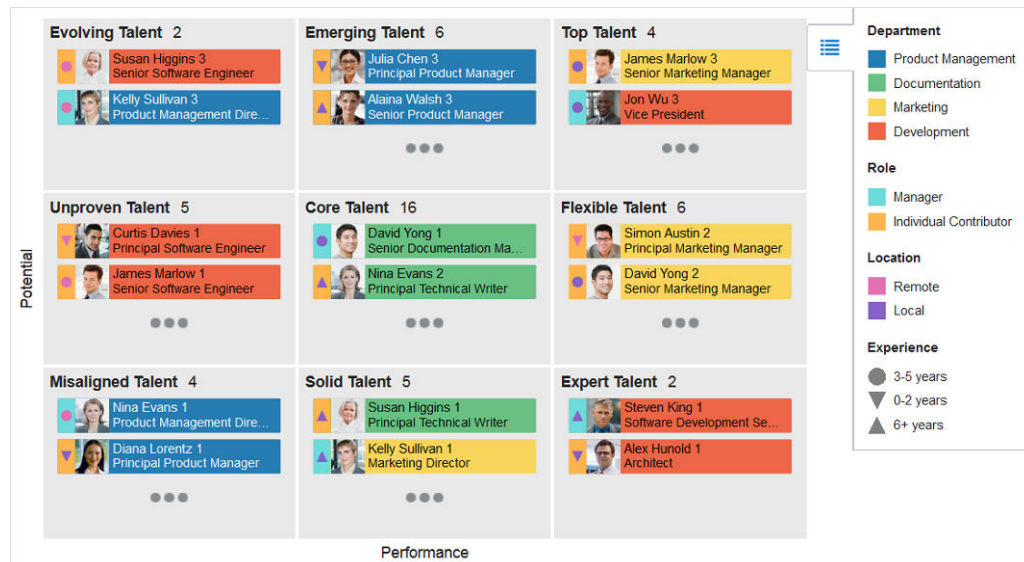 Evolving Talent 2
Susan Higgins 3
Senior Software Engineer
Kelly Sullivan 3
Product Management Dire...
Emerging Talent 6
Julia Chen 3
Principal Product Manager
Alaina Walsh 3
Senior Product Manager
Top Talent 4
James Marlow 3
Senior Marketing Manager
Jon Wu 3
Vice President
Unproven Talent 5
Curtis Davies 1
Principal Software Engineer
James Marlow 1
Senior Software Engineer
Core Talent 16
David Yong 1
Senior Documentation Ma...
Nina Evans 2
Principal Technical Writer
Flexible Talent 6
Simon Austin 2
Principal Marketing Manager
David Yong 2
Senior Marketing Manager
Misaligned Talent 4
Nina Evans 1
Product Management Dire...
Diana Lorentz 1
Principal Product Manager
Solid Talent 5
Susan Higgins 1
Principal Technical Writer
Kelly Sullivan 1
Marketing Director
Expert Talent 2
Steven King 1
Software Development Se...
Alex Hunold 1
Architect
Potential
Performance
Department
Product Management
Documentation
Marketing
Development
Role
Manager
Individual Contributor
Location
Remote
Local
Experience
3-5 years
0-2 years
6+ years